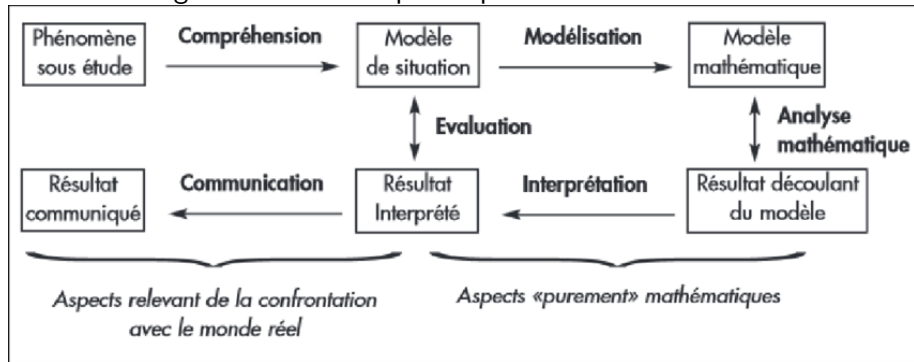 Phénomène
sous étude
Compréhension
Modèle
de situation
Modélisation
Modèle
mathématique
Evaluation
Analyse
mathématique
Résultat
communiqué
Communication
Résultat
Interprété
Interprétation
Résultat découlant
du modèle
Aspects relevant de la confrontation
avec le monde réel
Aspects «purement» mathématiques